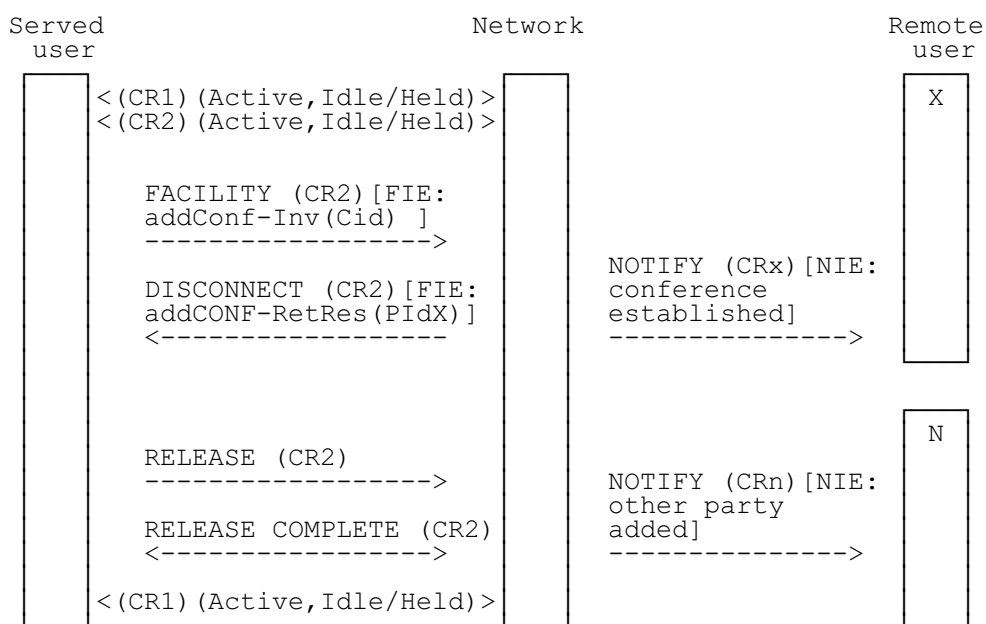 Served user
Network
Remote user
<(CR1)(Active,Idle/Held)>
X
<(CR2)(Active,Idle/Held)>
FACILITY (CR2)[FIE:
addConf-Inv(Cid) ]
------------------>
NOTIFY (CRx)[NIE:
DISCONNECT (CR2)[FIE:
conference
addCONF-RetRes(PIdX)]
established]
<------------------
--------------->
N
RELEASE (CR2)
------------------>
NOTIFY (CRn)[NIE:
other party
RELEASE COMPLETE (CR2)
added]
<----------------->
--------------->
<(CR1)(Active,Idle/Held)>